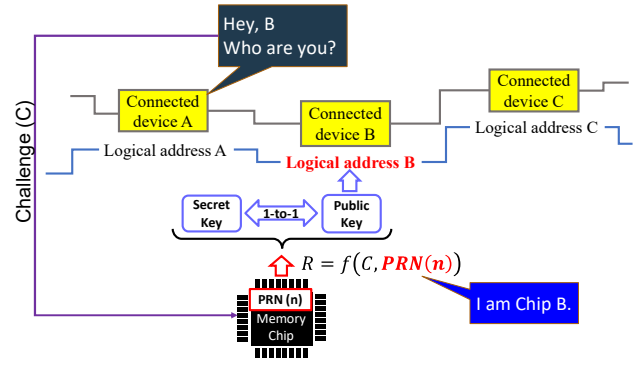 Hey, B
Who are you?
Challenge (C)
Connected
device A
Connected
device B
Connected
device C
Logical address A
Logical address B
Logical address C
Secret
Key
1-to-1
Public
Key
R = f(C, PRN(n))
PRN (n)
Memory
Chip
I am Chip B.